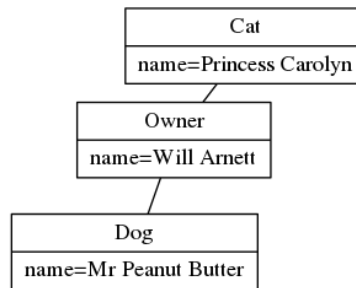 Cat
name=Princess Carolyn
Owner
name=Will Arnett
Dog
name=Mr Peanut Butter